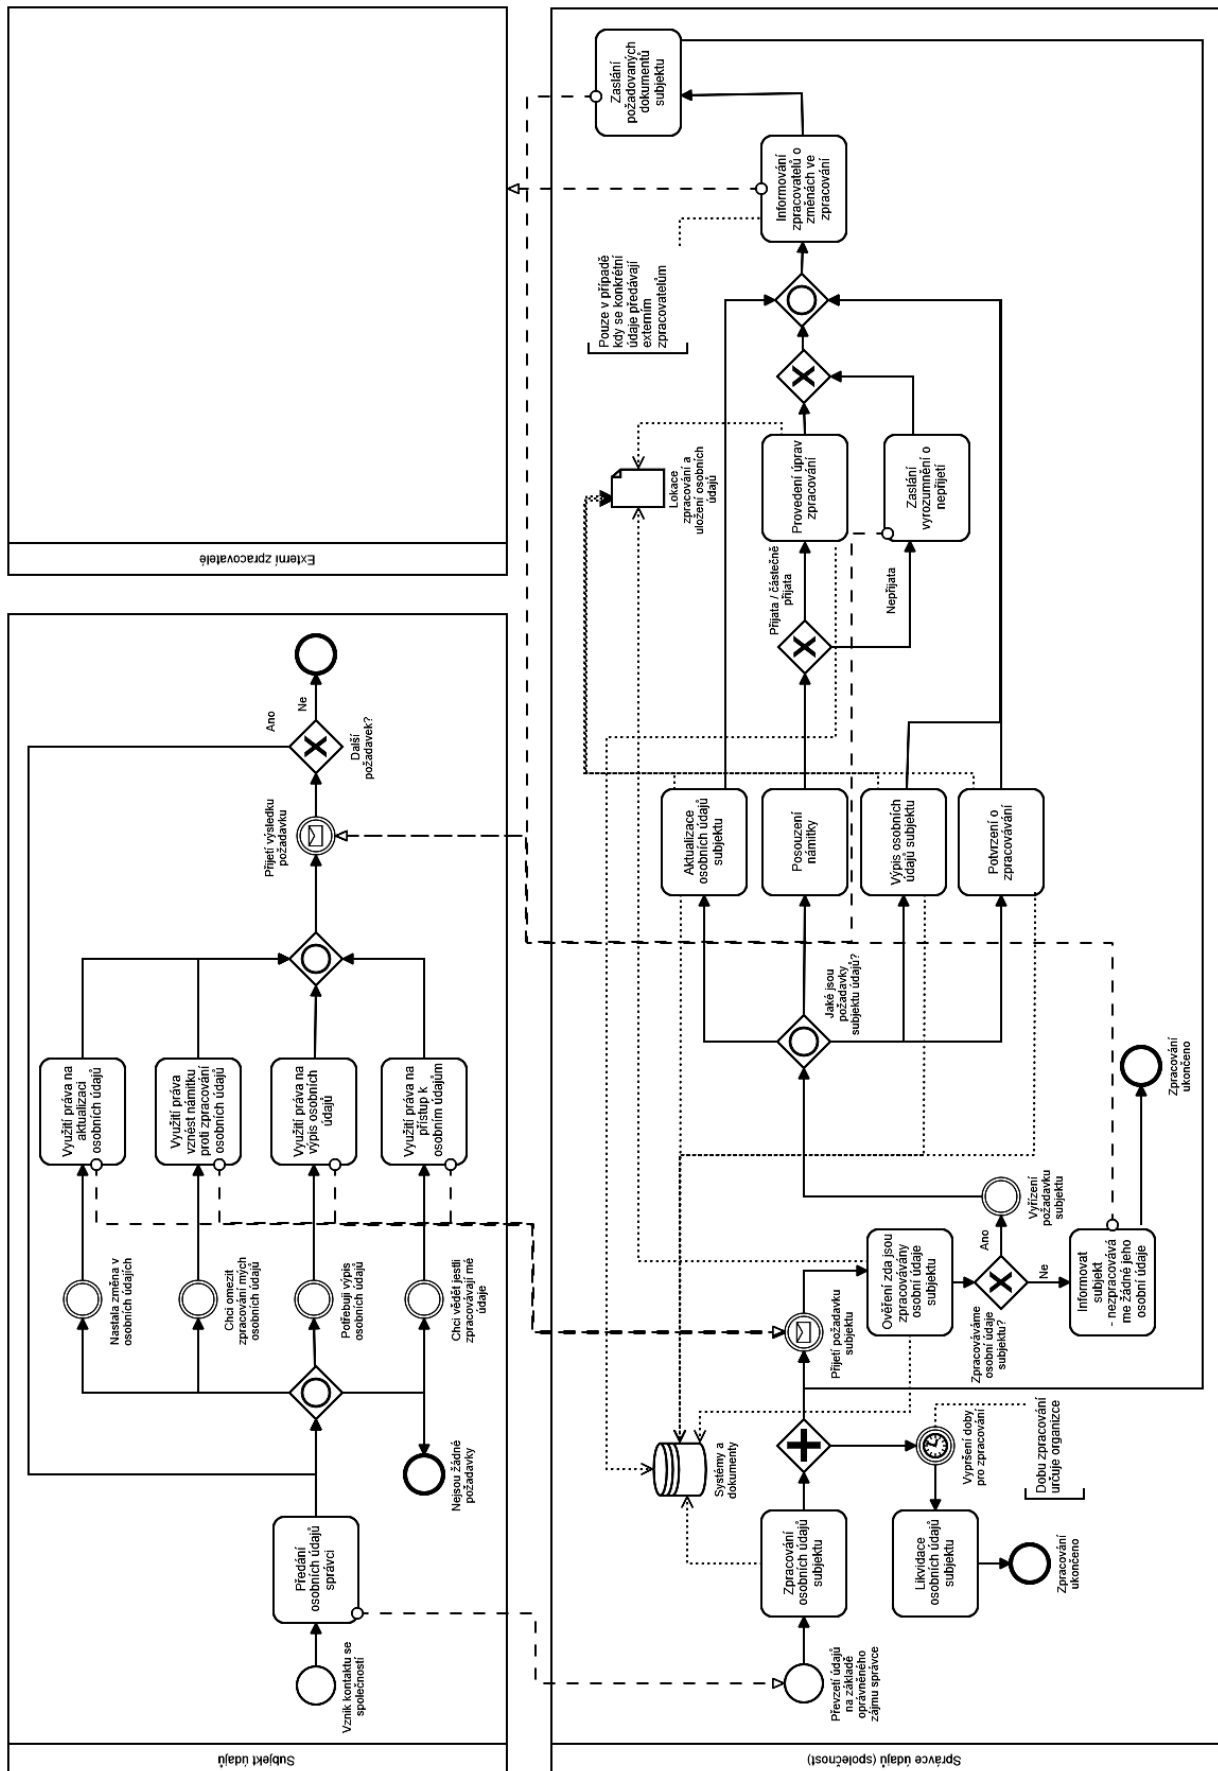 Subjekt údajů
Vznik kontaktu se
společností
Předání
osobních údajů
správci
Nejsou žádné
požadavky
Nastala změna v
osobních údajích
Chci omezit
zpracování mých
osobních údajů
Potřebuji výpis
osobních údajů
Chci vědět jestli
zpracovávají mé
údaje
Využití práva na
aktualizaci
osobních údajů
Využití práva
vznést námitku
proti zpracování
osobních údajů
Využití práva na
výpis osobních
údajů
Využití práva na
přístup k
osobním údajům
Přijetí výsledku
požadavku
Další
požadavek?
Ano
Ne
Externí zpracovatelé
Správce údajů (společnost)
Převzetí údajů
na základě
oprávněného
zájmu správce
Zpracování
osobních údajů
subjektu
Systémy a
dokumenty
Vypršení doby
pro zpracování
Dobu zpracování
určuje organizce
Likvidace
osobních údajů
subjektu
Zpracování
ukončeno
Přijetí požadavku
subjektu
Ověření zda jsou
zpracovávány
osobní údaje
subjektu
Zpracováváme
osobní údaje
subjektu?
Ano
Ne
Vyřízení
požadavku
subjektu
Informovat
subjekt
- nezpracovává
me žádné jeho
osobní údaje
Zpracování
ukončeno
Jaké jsou
požadavky
subjektu údajů?
Aktualizace
osobních údajů
subjektu
Posouzení
námitky
Výpis osobních
údajů subjektu
Potvrzení o
zpracovávání
Přijata / částečně
přijata
Nepřijata
Provedení úprav
zpracování
Zaslání
vyrozumnění o
nepřijetí
Lokace
zpracování a
uložení osobních
údajů
Pouze v případě
kdy se konkrétní
údaje předávají
externím
zpracovatelům
Informování
zpracovatelů o
změnách ve
zpracování
Zaslání
požadovaných
dokumentů
subjektu